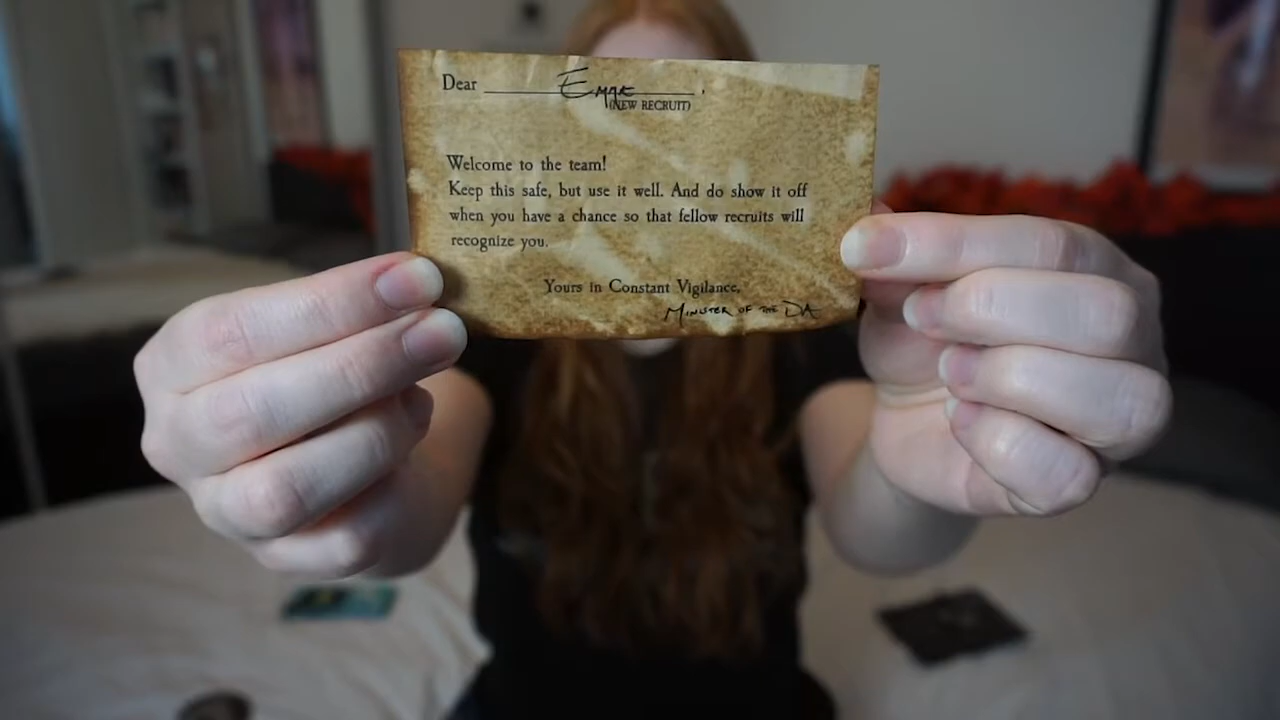 Dear
(NEW RECRUIT)
Welcome to the team!
Keep this safe, but use it well. And do show it off
when you have a chance so that fellow recruits will
recognize you.
Yours in Constant Vigilance,
MINISTER OF THE DA